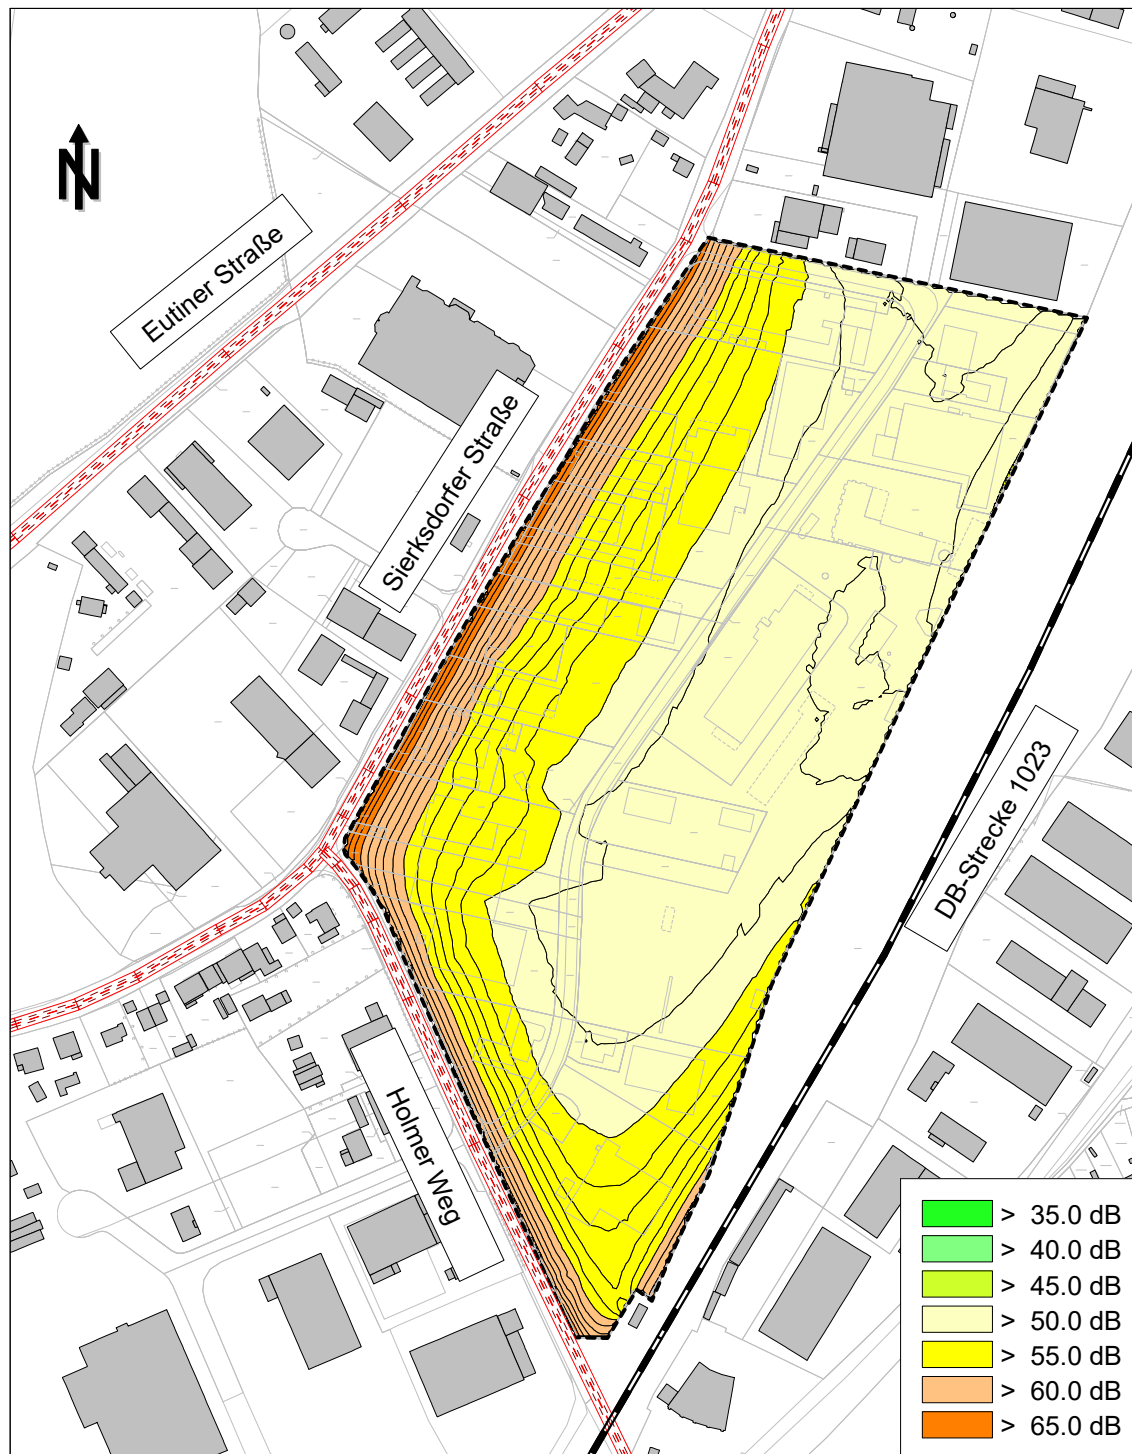 N
Eutiner Straße
Sierksdorfer Straße
DB-Strecke 1023
Holmer Weg
> 35.0 dB
> 40.0 dB
> 45.0 dB
> 50.0 dB
> 55.0 dB
> 60.0 dB
> 65.0 dB